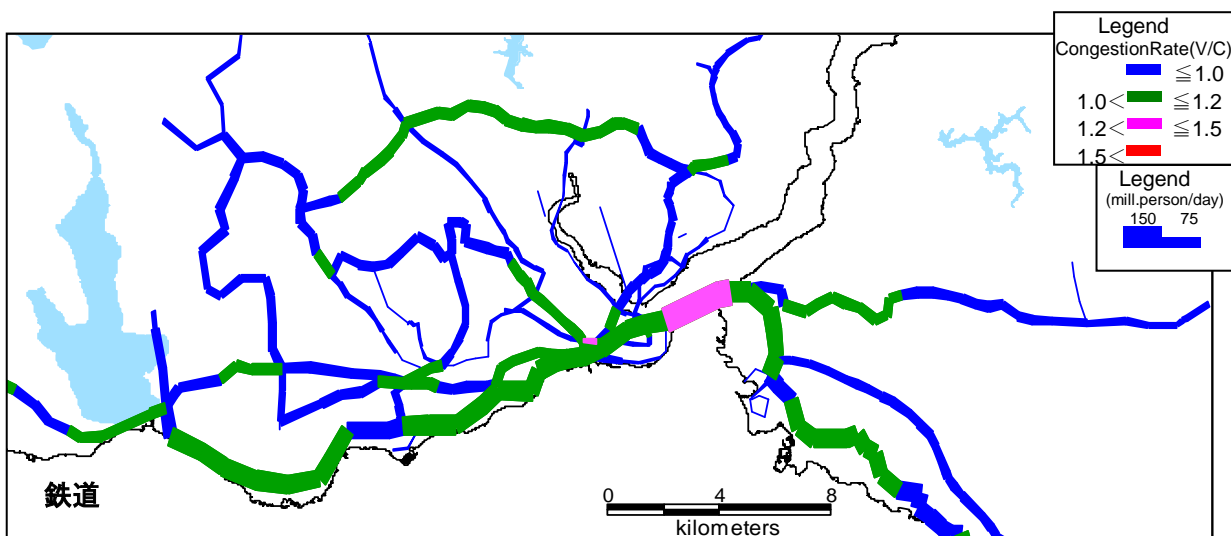 Legend
CongestionRate(V/C)
≦1.0
1.0< ≦1.2
1.2< ≦1.5
1.5<
Legend
(mill.person/day)
150 75
鉄道
0 4 8
kilometers